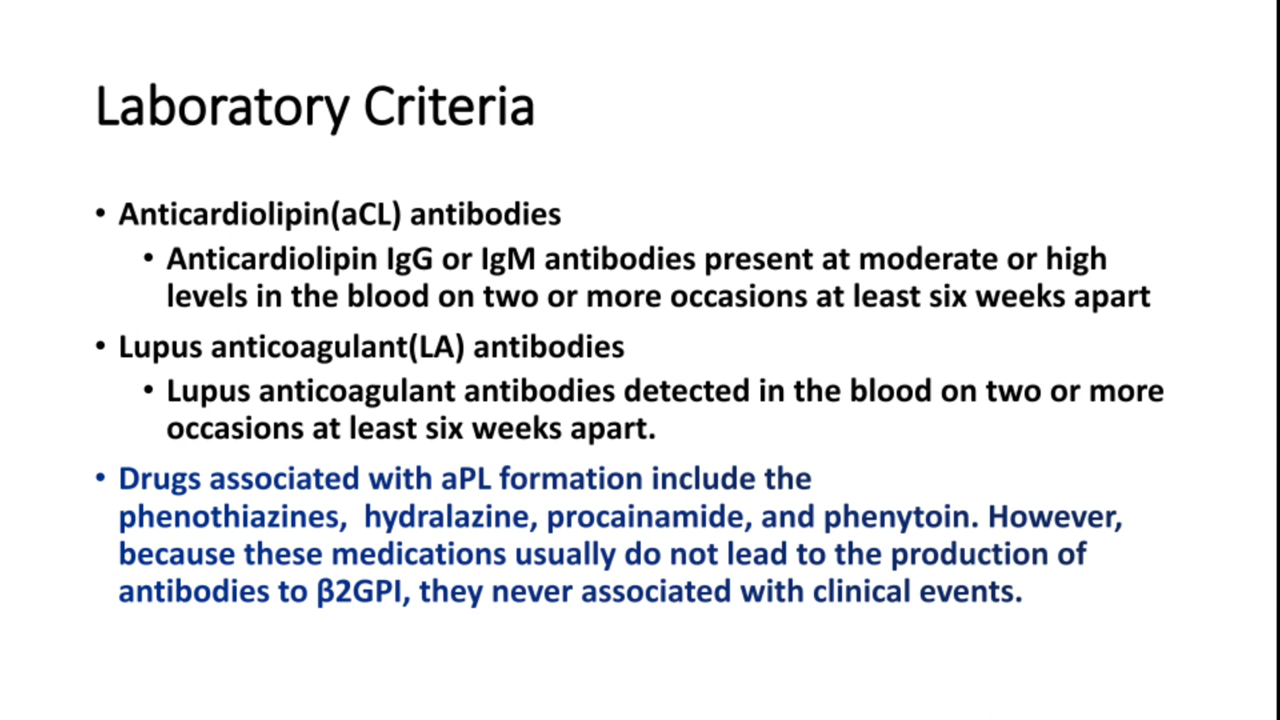 Laboratory Criteria
• Anticardiolipin(aCL) antibodies
• Anticardiolipin IgG or IgM antibodies present at moderate or high
levels in the blood on two or more occasions at least six weeks apart
• Lupus anticoagulant(LA) antibodies
• Lupus anticoagulant antibodies detected in the blood on two or more
occasions at least six weeks apart.
• Drugs associated with aPL formation include the
phenothiazines,  hydralazine, procainamide, and phenytoin. However,
because these medications usually do not lead to the production of
antibodies to β2GPI, they never associated with clinical events.